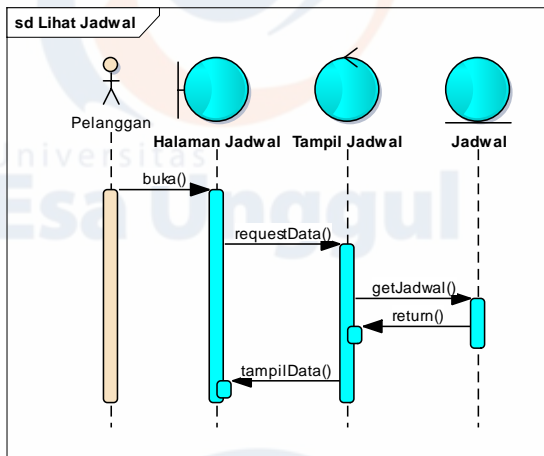 sd Lihat Jadwal
Pelanggan
Halaman Jadwal
Tampil Jadwal
Jadwal
Universitas
Esa Unggul
buka()
requestData()
getJadwal()
return()
tampilData()